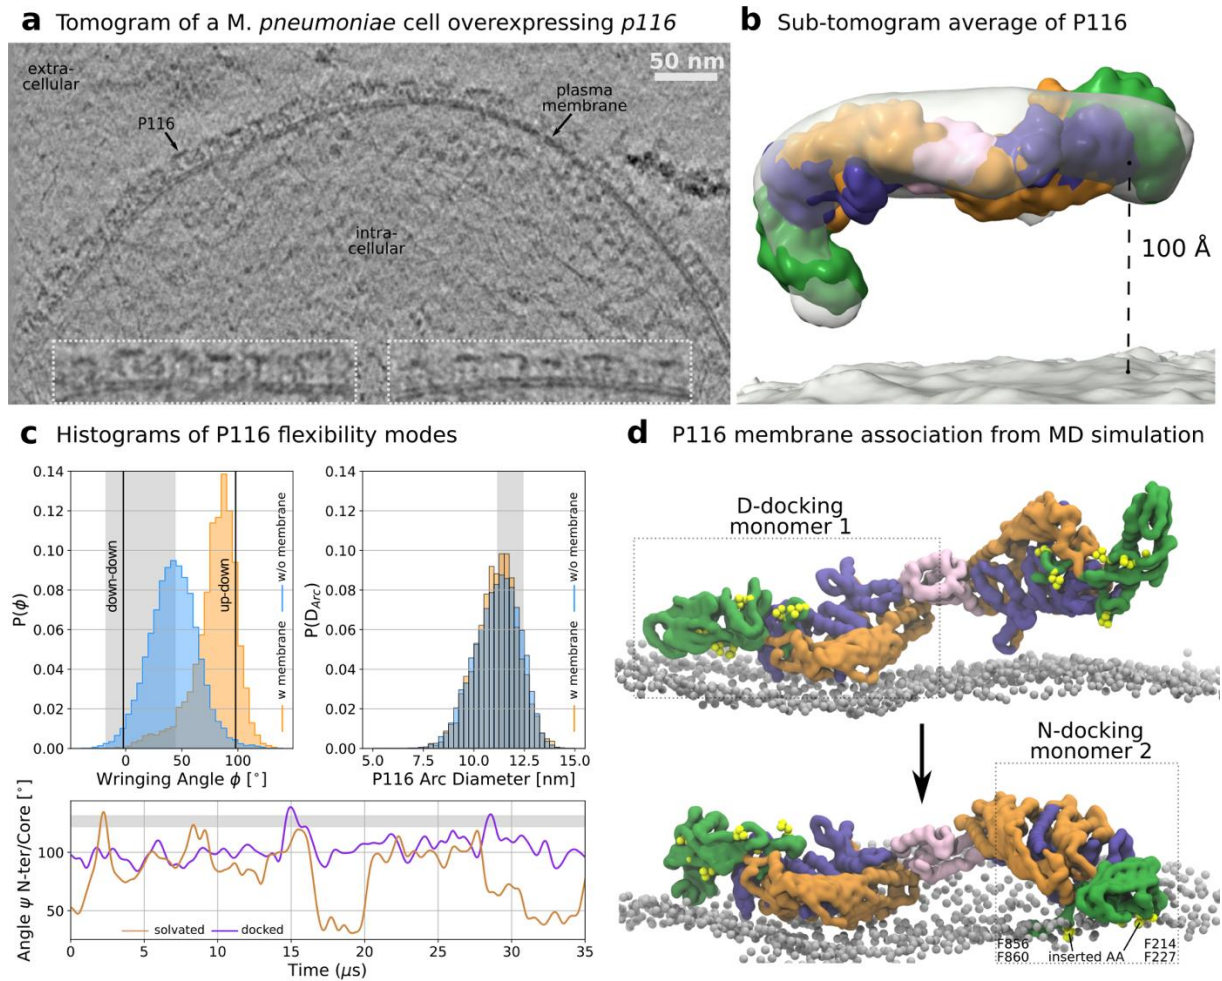 a Tomogram of a M. pneumoniae cell overexpressing p116
extra-
cellular
P116
plasma
membrane
50 nm
intra-
cellular
b Sub-tomogram average of P116
100 Å
c Histograms of P116 flexibility modes
0.14
0.12
0.10
0.08
0.06
0.04
0.02
0.00
P(ϕ)
down-down
up-down
w/o membrane
w membrane
0
50
100
Wringing Angle ϕ [°]
0.14
0.12
0.10
0.08
0.06
0.04
0.02
0.00
P(D_Arc)
w/o membrane
w membrane
5.0
7.5
10.0
12.5
15.0
P116 Arc Diameter [nm]
Angle ψ N-ter/Core [°]
100
50
solvated
docked
0
5
10
15
20
25
30
35
Time (μs)
d P116 membrane association from MD simulation
D-docking
monomer 1
N-docking
monomer 2
F856
F860
inserted AA
F214
F227